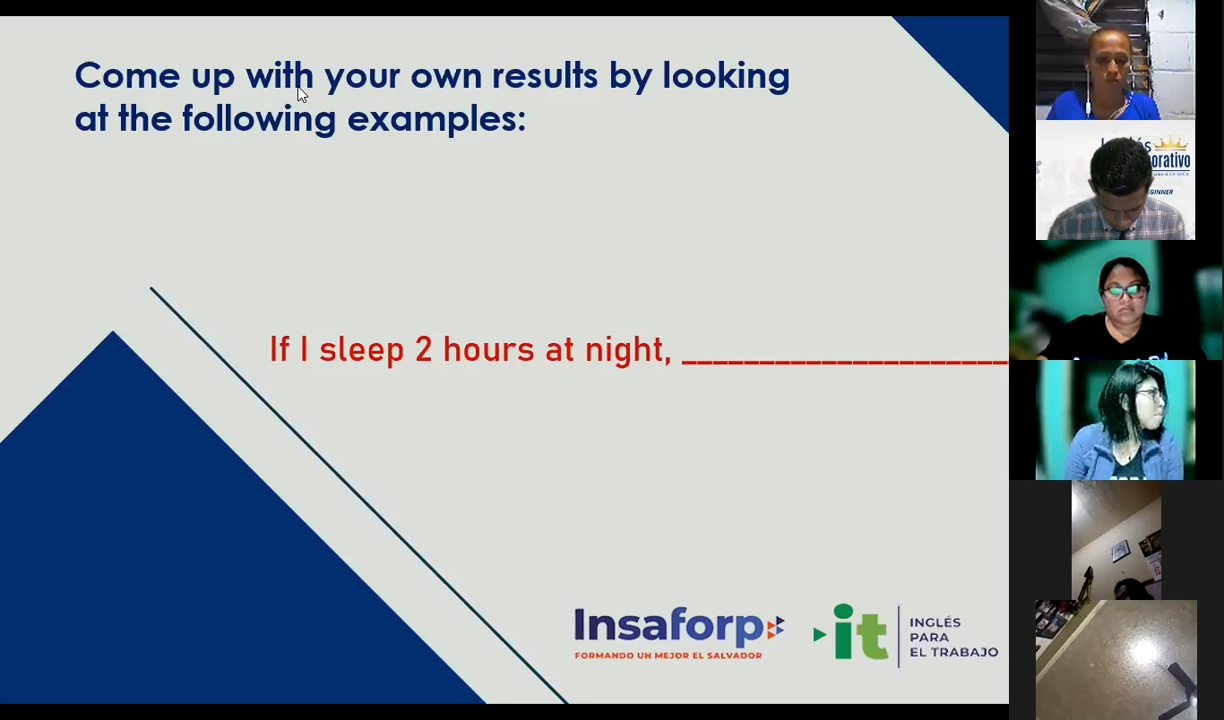 Come up with your own results by looking
at the following examples:
If I sleep 2 hours at night, ____________________
Insaforp
FORMANDO UN MEJOR EL SALVADOR
it
INGLÉS
PARA
EL TRABAJO
orativo
GINNER